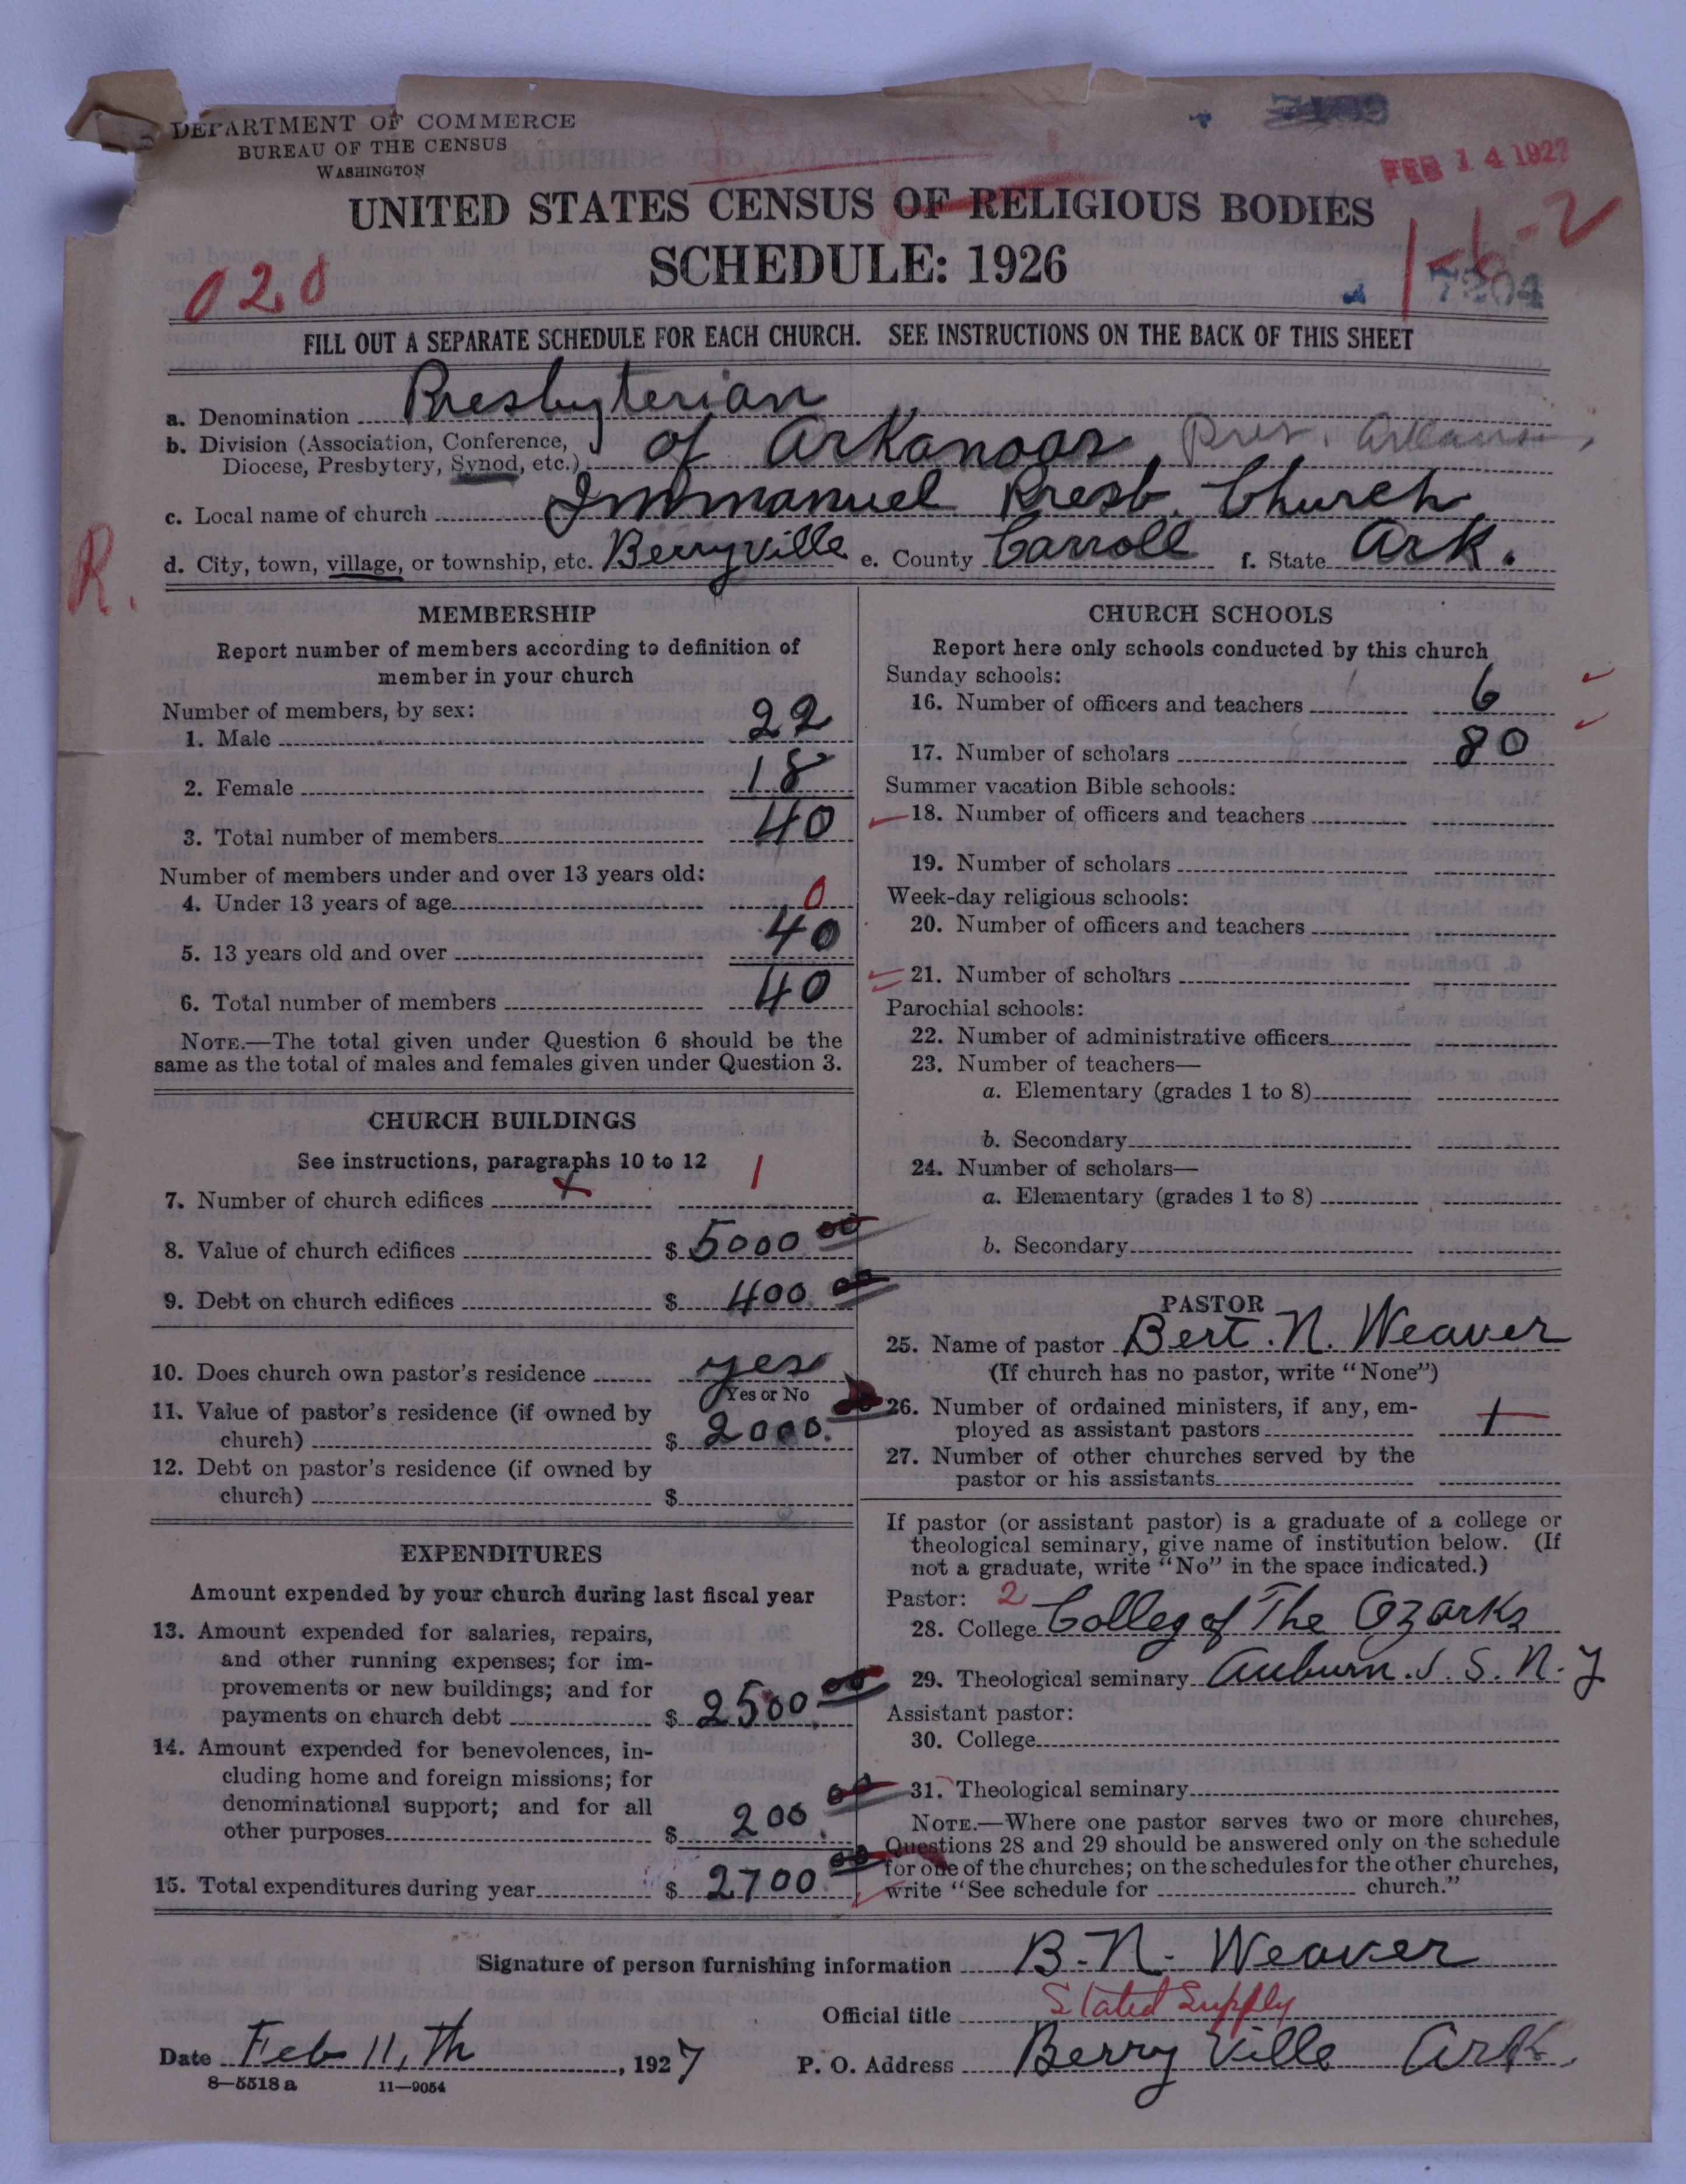 DEPARTMENT OF COMMERCE
BUREAU OF THE CENSUS
WASHINGTON
FEB 14 1927
UNITED STATES CENSUS OF RELIGIOUS BODIES
SCHEDULE: 1926
1-6-2
020
7204
FILL OUT A SEPARATE SCHEDULE FOR EACH CHURCH. SEE INSTRUCTIONS ON THE BACK OF THIS SHEET
a. Denomination Presbyterian
b. Division (Association, Conference, Diocese, Presbytery, Synod, etc.) of Arkansas Pres. Arkansas
c. Local name of church Immanuel Presb. Church
R.
d. City, town, village, or township, etc. Berryville e. County Carroll f. State Ark.
MEMBERSHIP
Report number of members according to definition of
member in your church
Number of members, by sex:
1. Male 22
2. Female 18
3. Total number of members 40
Number of members under and over 13 years old:
4. Under 13 years of age 0
5. 13 years old and over 40
6. Total number of members 40
NOTE.—The total given under Question 6 should be the
same as the total of males and females given under Question 3.
CHURCH BUILDINGS
See instructions, paragraphs 10 to 12
7. Number of church edifices 1
8. Value of church edifices $ 5000 00
9. Debt on church edifices $ 400. 00
10. Does church own pastor's residence yes
Yes or No
11. Value of pastor's residence (if owned by
church) $ 2000.
12. Debt on pastor's residence (if owned by
church) $
EXPENDITURES
Amount expended by your church during last fiscal year
13. Amount expended for salaries, repairs,
and other running expenses; for im-
provements or new buildings; and for
payments on church debt $ 2500. 00
14. Amount expended for benevolences, in-
cluding home and foreign missions; for
denominational support; and for all
other purposes $ 200. 00
15. Total expenditures during year $ 2700 00
CHURCH SCHOOLS
Report here only schools conducted by this church
Sunday schools:
16. Number of officers and teachers 6
17. Number of scholars 80
Summer vacation Bible schools:
18. Number of officers and teachers
19. Number of scholars
Week-day religious schools:
20. Number of officers and teachers
21. Number of scholars
Parochial schools:
22. Number of administrative officers
23. Number of teachers—
a. Elementary (grades 1 to 8)
b. Secondary
24. Number of scholars—
a. Elementary (grades 1 to 8)
b. Secondary
PASTOR
25. Name of pastor Bert. N. Weaver
(If church has no pastor, write "None")
26. Number of ordained ministers, if any, em-
ployed as assistant pastors 1
27. Number of other churches served by the
pastor or his assistants
If pastor (or assistant pastor) is a graduate of a college or
theological seminary, give name of institution below. (If
not a graduate, write "No" in the space indicated.)
Pastor: 2
28. College Colleg of The Ozarks
29. Theological seminary Auburn. J. S. N. Y
Assistant pastor:
30. College
31. Theological seminary
NOTE.—Where one pastor serves two or more churches,
Questions 28 and 29 should be answered only on the schedule
for one of the churches; on the schedules for the other churches,
write "See schedule for church."
Signature of person furnishing information B. N. Weaver
Official title Stated Supply
Date Feb 11, th, 1927 P. O. Address Berry Ville Ark.
8—5518 a 11—9054